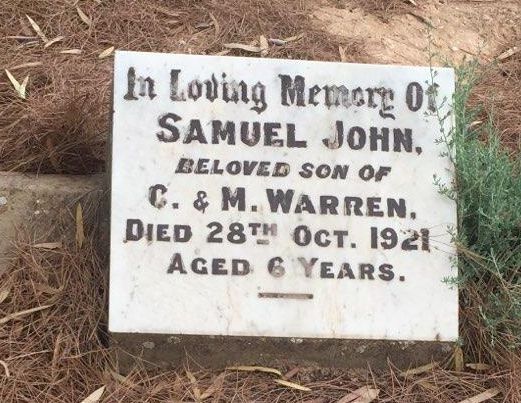 In Loving Memory Of
SAMUEL JOHN,
BELOVED SON OF
C. & M. WARREN,
DIED 28TH OCT. 1921
AGED 6 YEARS.